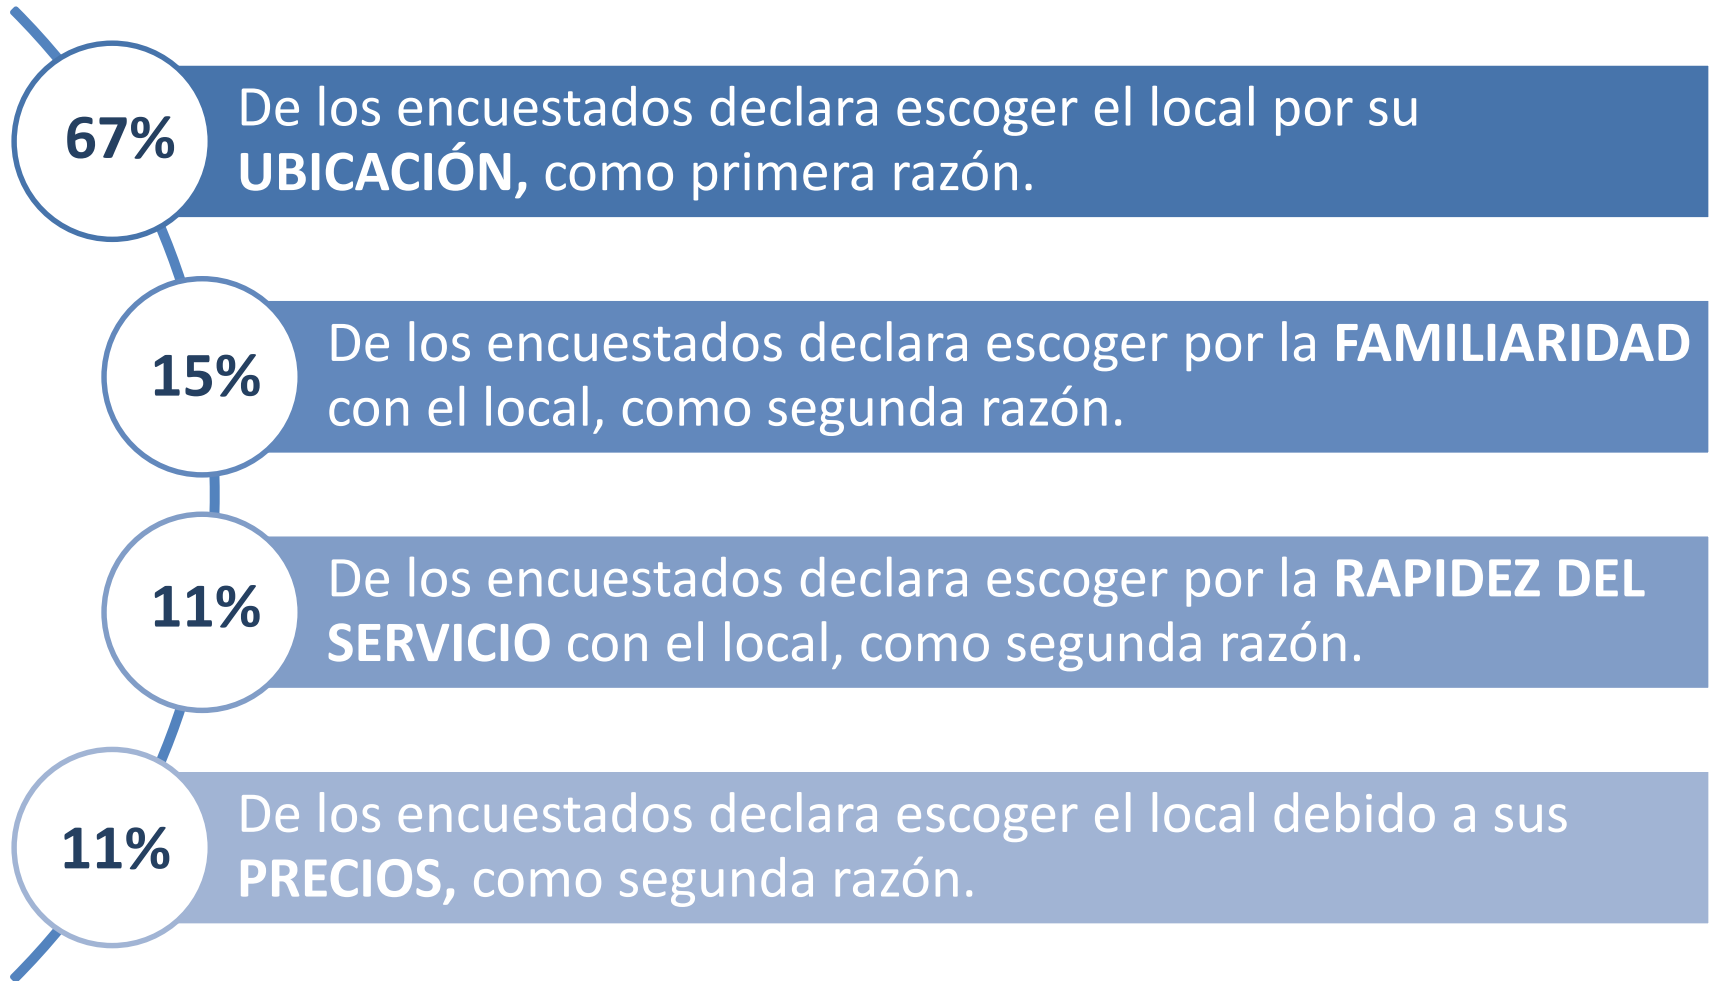 67%
De los encuestados declara escoger el local por su
UBICACIÓN, como primera razón.
15%
De los encuestados declara escoger por la FAMILIARIDAD
con el local, como segunda razón.
11%
De los encuestados declara escoger por la RAPIDEZ DEL
SERVICIO con el local, como segunda razón.
11%
De los encuestados declara escoger el local debido a sus
PRECIOS, como segunda razón.